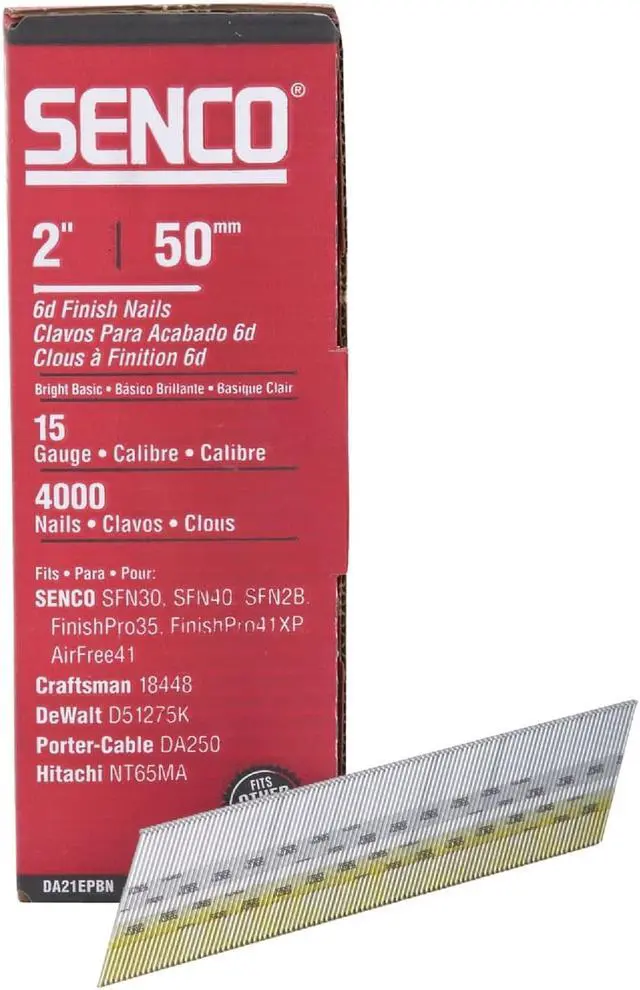 SENCO®
2" | 50mm
6d Finish Nails
Clavos Para Acabado 6d
Clous à Finition 6d
Bright Basic • Básico Brillante • Basique Clair
15
Gauge • Calibre • Calibre
4000
Nails • Clavos • Clous
Fits • Para • Pour:
SENCO SFN30, SFN40, SFN2B,
FinishPro35, FinishPro41XP
AirFree41
Craftsman 18448
DeWalt D51275K
Porter-Cable DA250
Hitachi NT65MA
FITS
OTHER
DA21EPBN